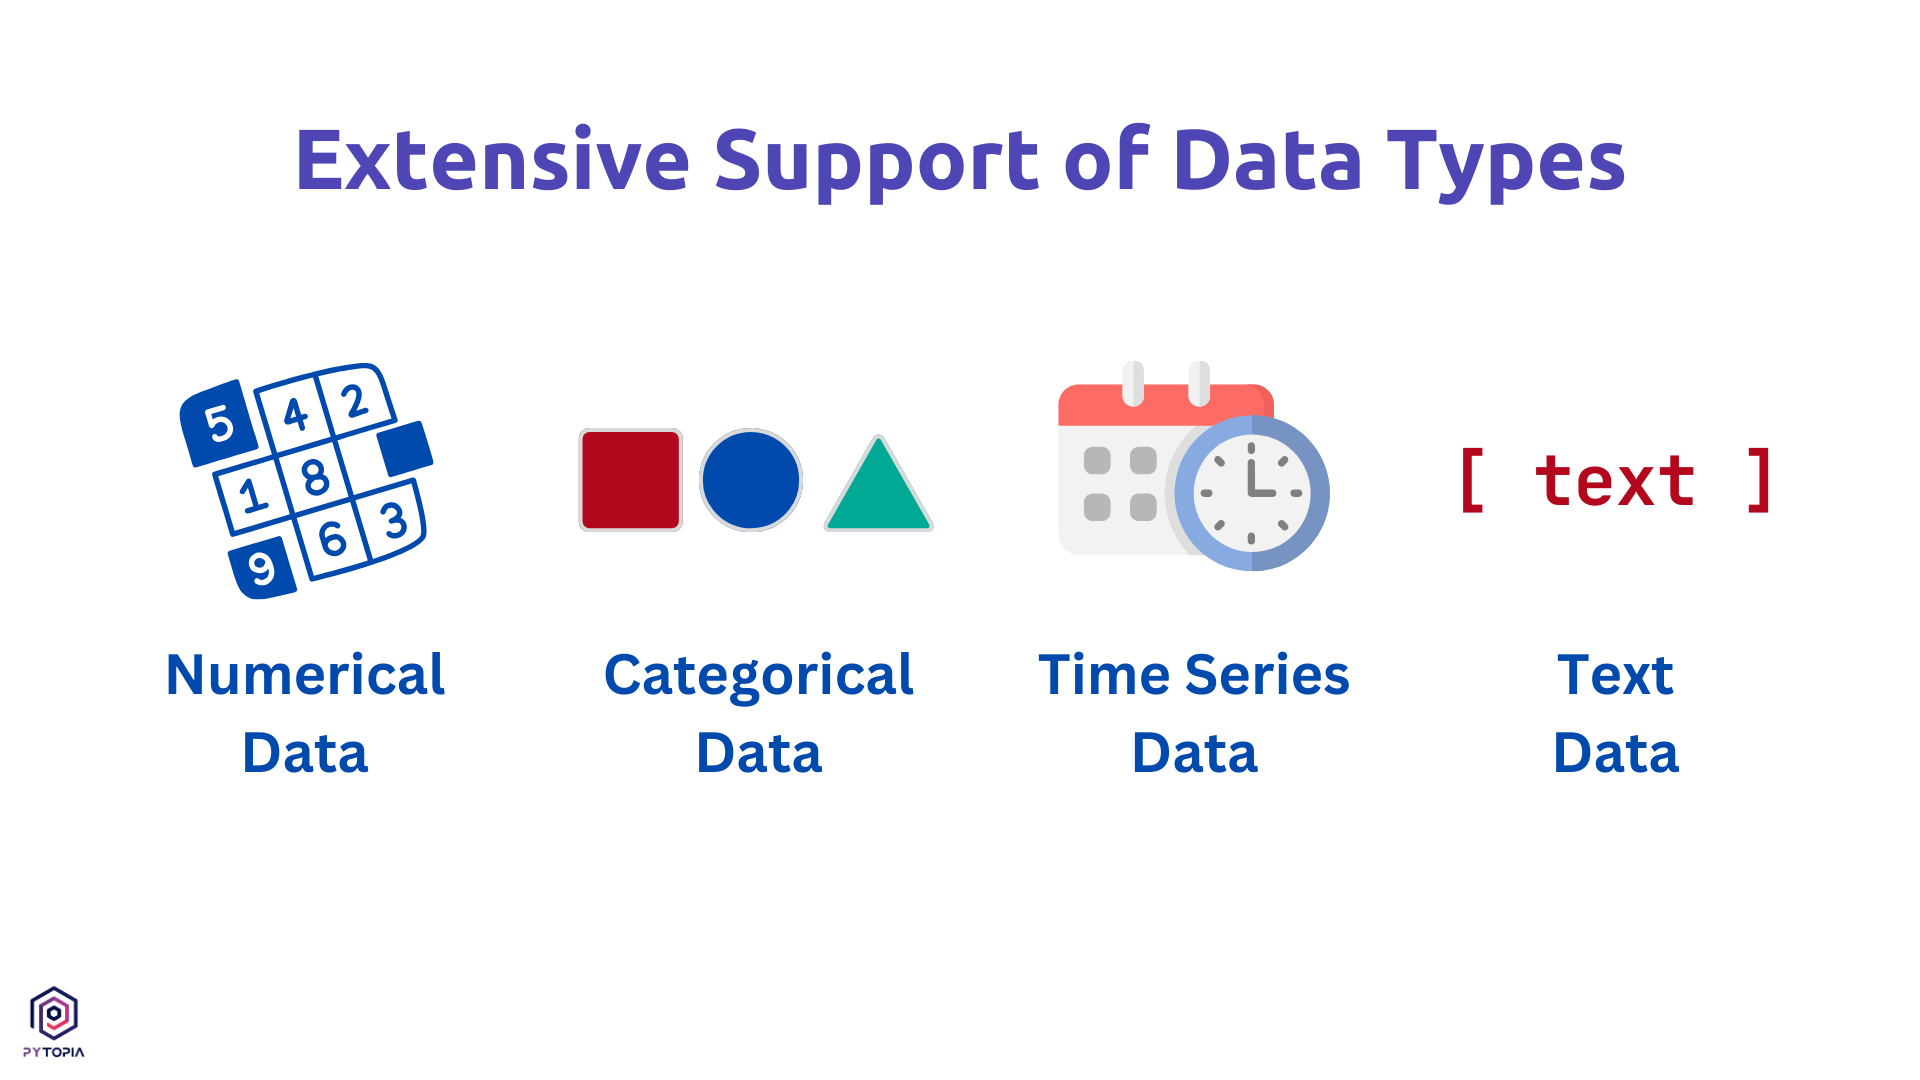 Extensive Support of Data Types
5 4 2
1 8
9 6 3
[ text ]
Numerical
Data
Categorical
Data
Time Series
Data
Text
Data
PYTOPIA